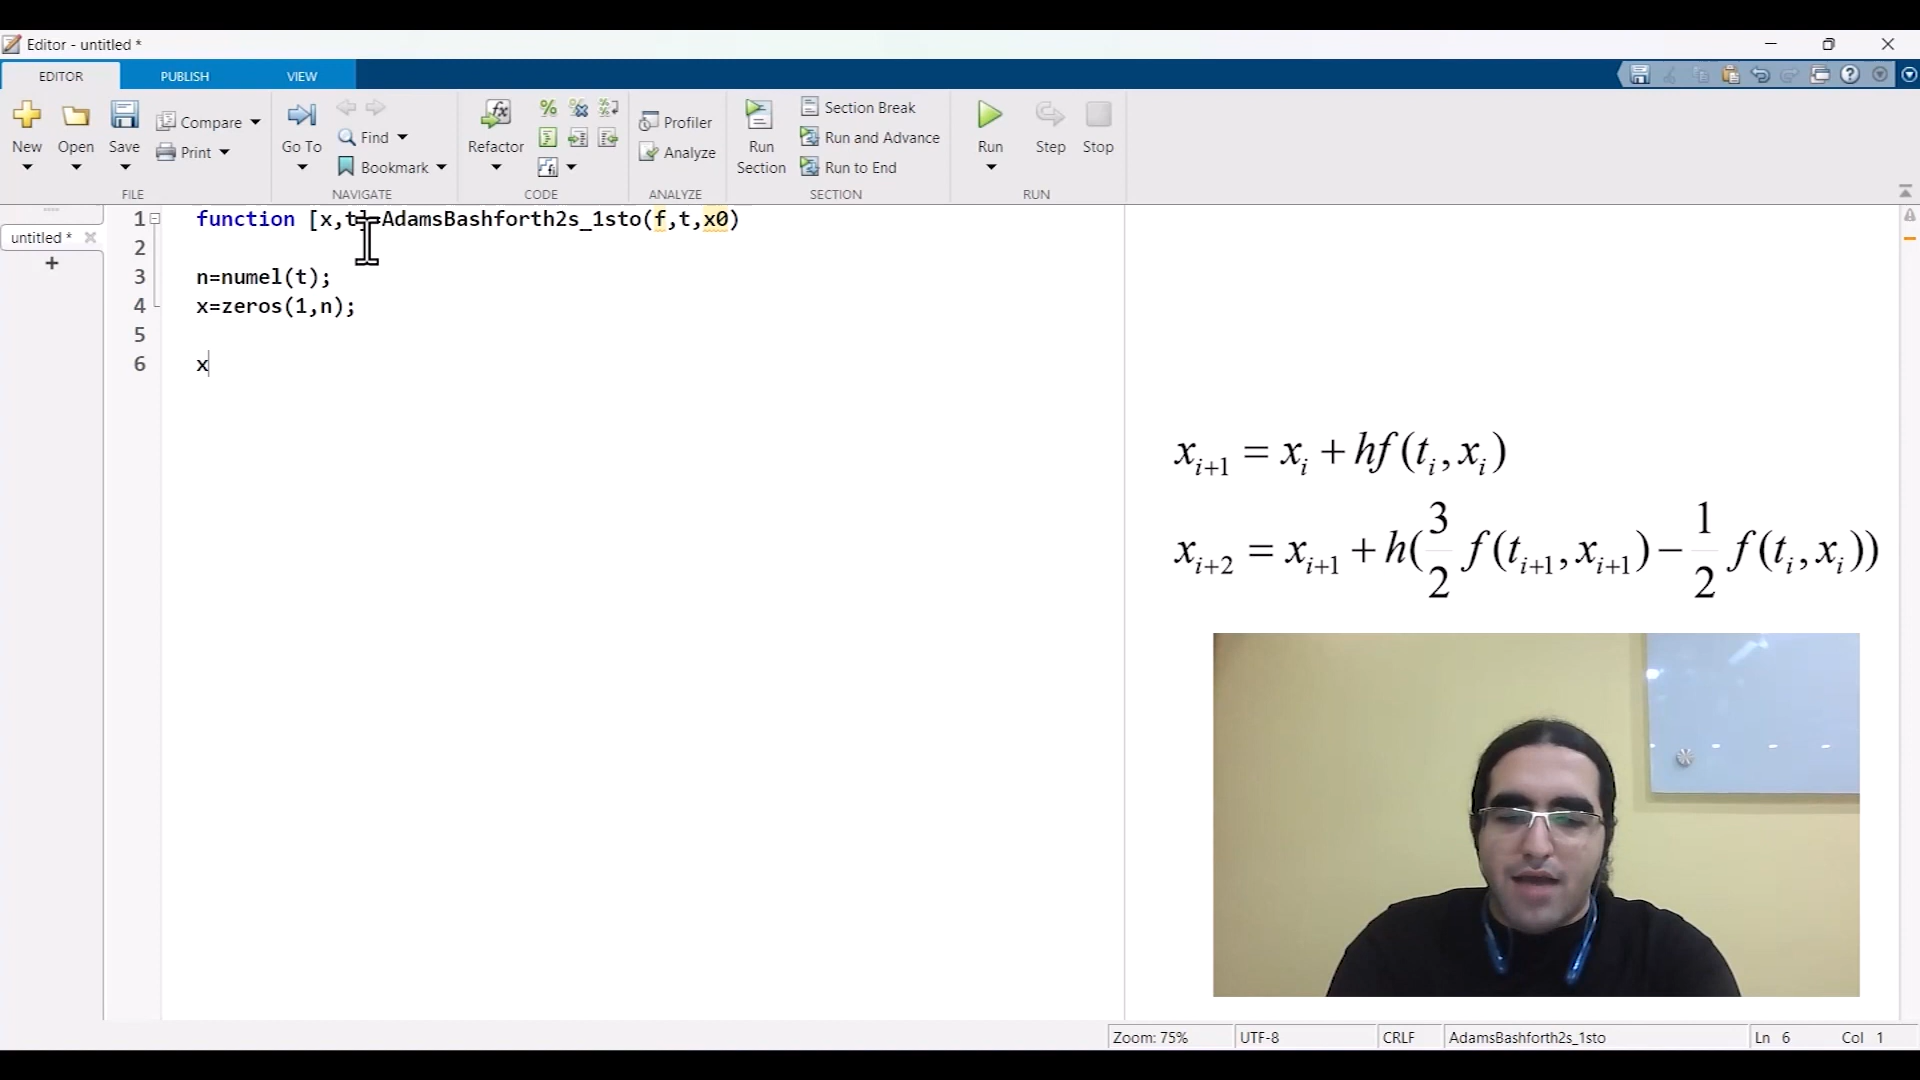 Editor - untitled *
EDITOR PUBLISH VIEW
New Open Save Compare Print
FILE
Go To Find Bookmark
NAVIGATE
Refactor
CODE
Profiler
Analyze
ANALYZE
Run Section
Section Break
Run and Advance
Run to End
SECTION
Run Step Stop
RUN
untitled *
1 function [x,t]=AdamsBashforth2s_1sto(f,t,x0)
2
3 n=numel(t);
4 x=zeros(1,n);
5
6 x
x_{i+1} = x_i + hf(t_i, x_i)
x_{i+2} = x_{i+1} + h(\frac{3}{2} f(t_{i+1}, x_{i+1}) − \frac{1}{2} f(t_i, x_i))
Zoom: 75% UTF-8 CRLF AdamsBashforth2s_1sto Ln 6 Col 1